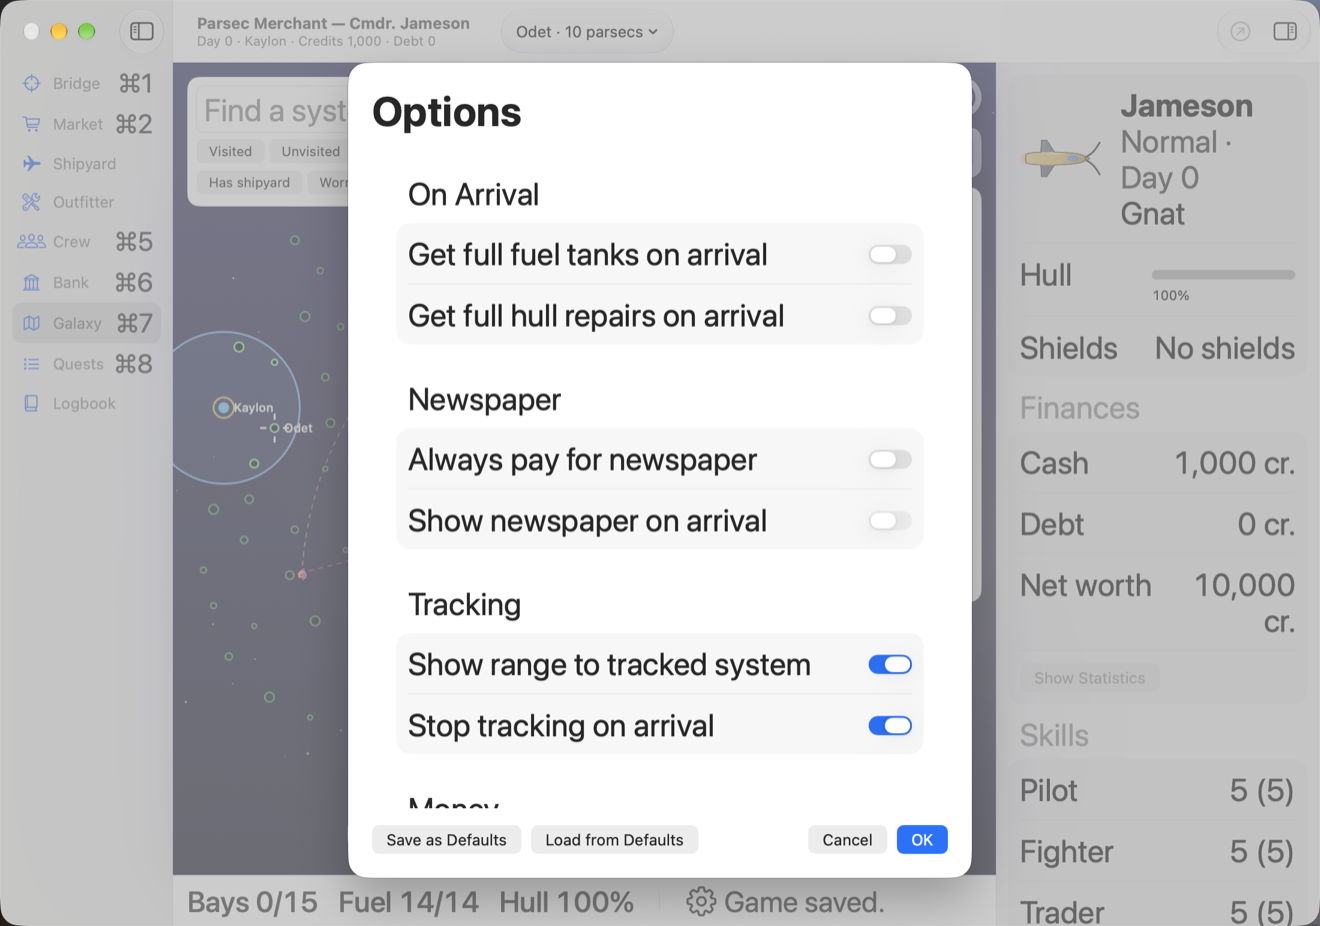 Parsec Merchant — Cmdr. Jameson
Day 0 · Kaylon · Credits 1,000 · Debt 0
Odet · 10 parsecs
Bridge ⌘1
Market ⌘2
Shipyard
Outfitter
Crew ⌘5
Bank ⌘6
Galaxy ⌘7
Quests ⌘8
Logbook
Find a syst
Visited
Unvisited
Has shipyard
Wor
Kaylon
Odet
Options
On Arrival
Get full fuel tanks on arrival
Get full hull repairs on arrival
Newspaper
Always pay for newspaper
Show newspaper on arrival
Tracking
Show range to tracked system
Stop tracking on arrival
Money
Save as Defaults
Load from Defaults
Cancel
OK
Bays 0/15 Fuel 14/14 Hull 100%
Game saved.
Jameson
Normal ·
Day 0
Gnat
Hull
100%
Shields No shields
Finances
Cash 1,000 cr.
Debt 0 cr.
Net worth 10,000
cr.
Show Statistics
Skills
Pilot 5 (5)
Fighter 5 (5)
Trader 5 (5)